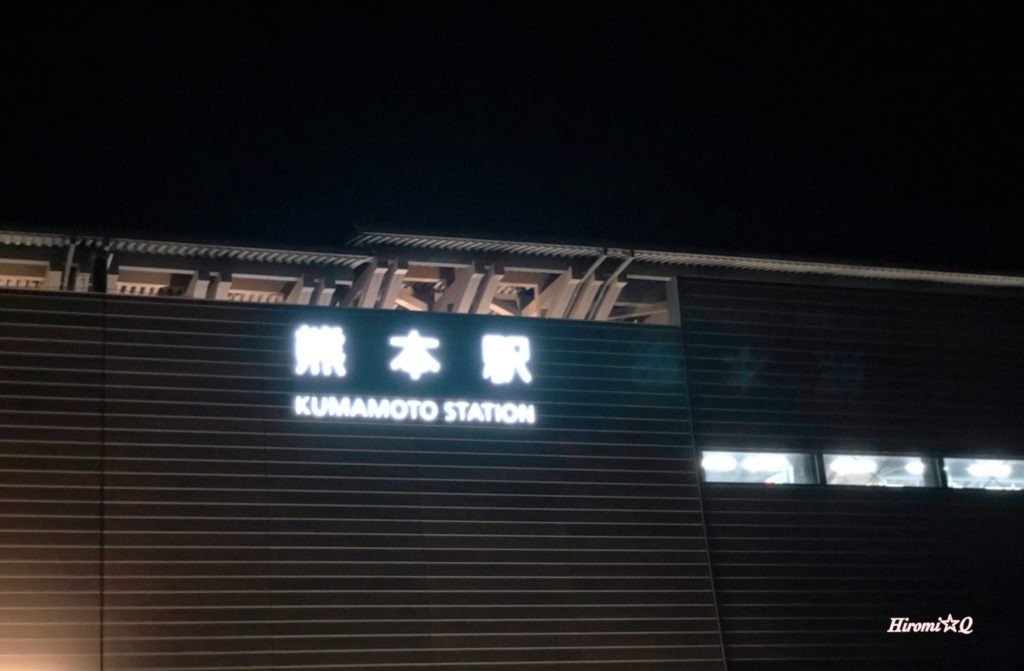 熊本駅
KUMAMOTO STATION
Hiromi☆Q